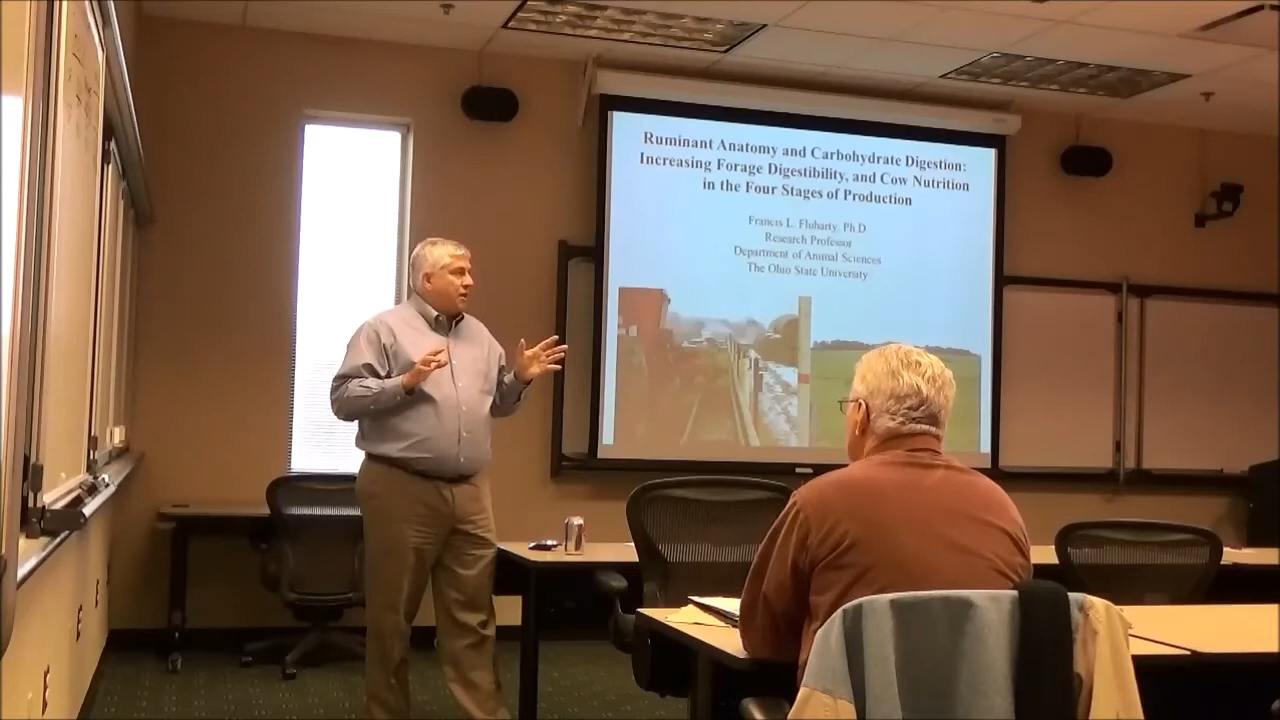 Ruminant Anatomy and Carbohydrate Digestion:
Increasing Forage Digestibility, and Cow Nutrition
in the Four Stages of Production
Francis L. Fluharty, Ph.D
Research Professor
Department of Animal Sciences
The Ohio State University